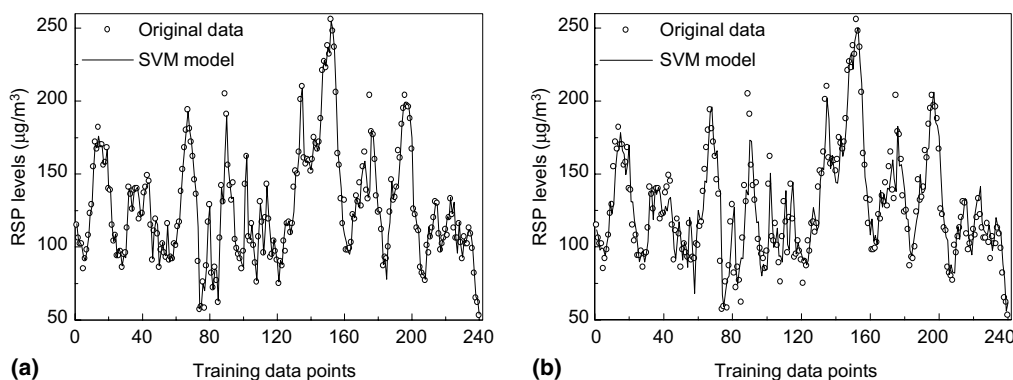 260
Original data
SVM model
200
150
100
50
RSP levels (µg/m³)
0
40
80
120
160
200
240
Training data points
(a)
260
Original data
SVM model
200
150
100
50
RSP levels (µg/m³)
0
40
80
120
160
200
240
Training data points
(b)